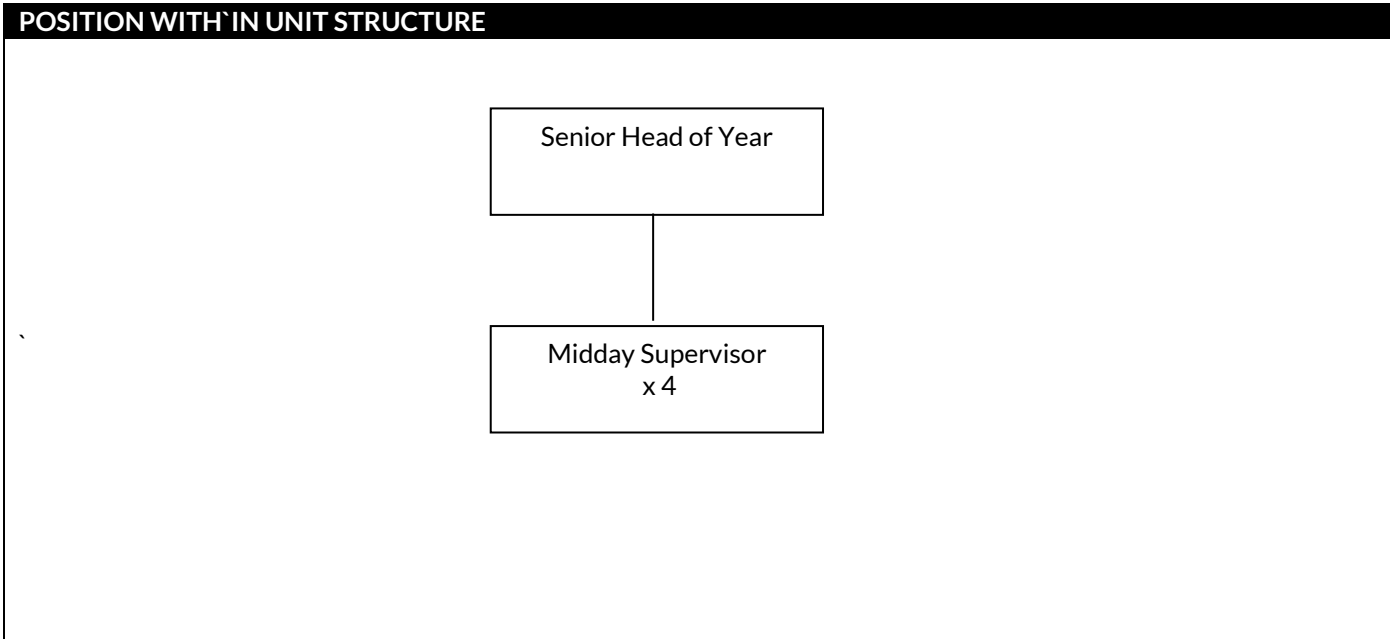 POSITION WITH`IN UNIT STRUCTURE
Senior Head of Year
`
Midday Supervisor
x 4